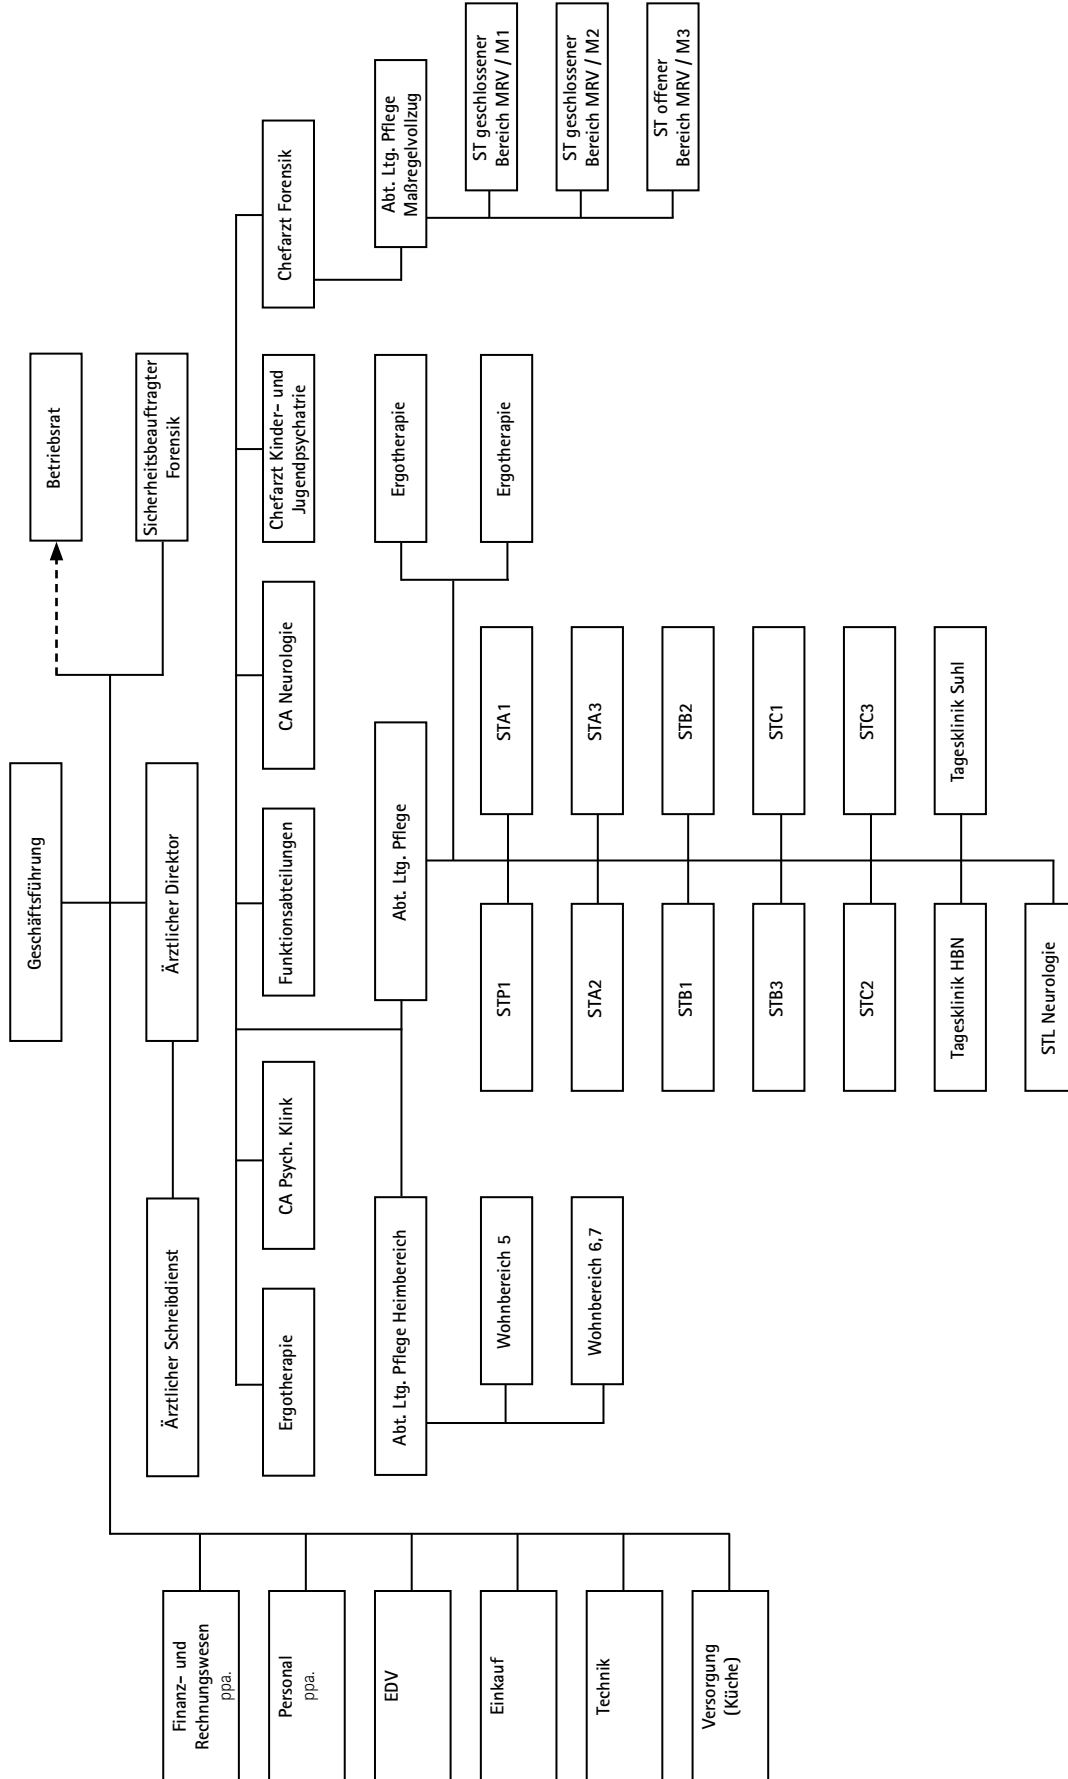 Geschäftsführung
Betriebsrat
Sicherheitsbeauftragter
Forensik
Ärztlicher Schreibdienst
Ärztlicher Direktor
Finanz- und
Rechnungswesen
ppa.
Personal
ppa.
EDV
Einkauf
Technik
Versorgung
(Küche)
Ergotherapie
CA Psych. Klink
Funktionsabteilungen
CA Neurologie
Chefarzt Kinder- und
Jugendpsychatrie
Chefarzt Forensik
Abt. Ltg. Pflege Heimbereich
Abt. Ltg. Pflege
Ergotherapie
Ergotherapie
Abt. Ltg. Pflege
Maßregelvollzug
Wohnbereich 5
Wohnbereich 6,7
STP1
STA1
STA2
STA3
STB1
STB2
STB3
STC1
STC2
STC3
Tagesklinik HBN
Tagesklinik Suhl
STL Neurologie
ST geschlossener
Bereich MRV / M1
ST geschlossener
Bereich MRV / M2
ST offener
Bereich MRV / M3